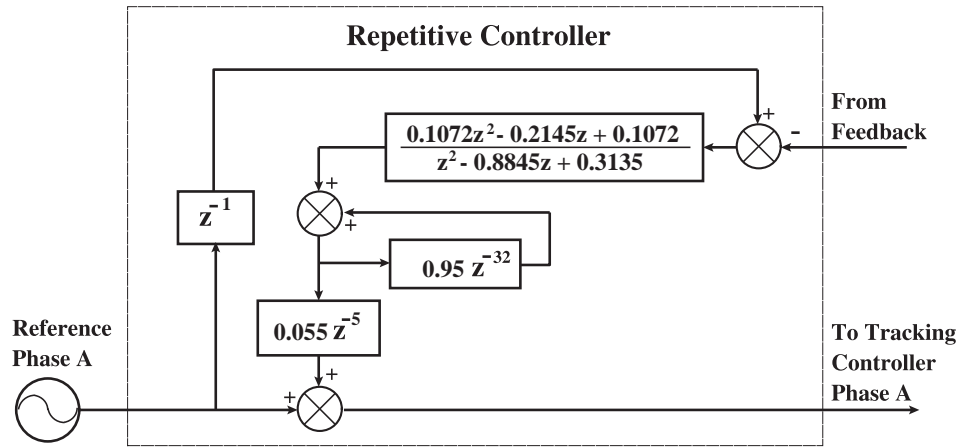 Repetitive Controller
From
Feedback
+
-
0.1072z² - 0.2145z + 0.1072
z² - 0.8845z + 0.3135
+
+
z⁻¹
0.95 z⁻³²
0.055 z⁻⁵
Reference
Phase A
+
+
To Tracking
Controller
Phase A